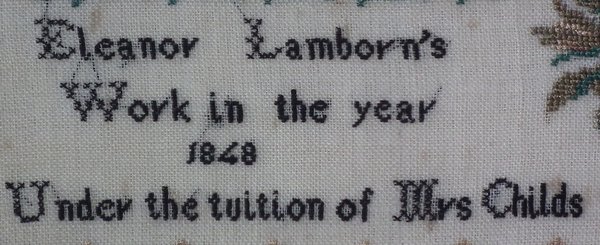 Eleanor Lamborn's
Work in the year
1848
Under the tuition of Mrs Childs